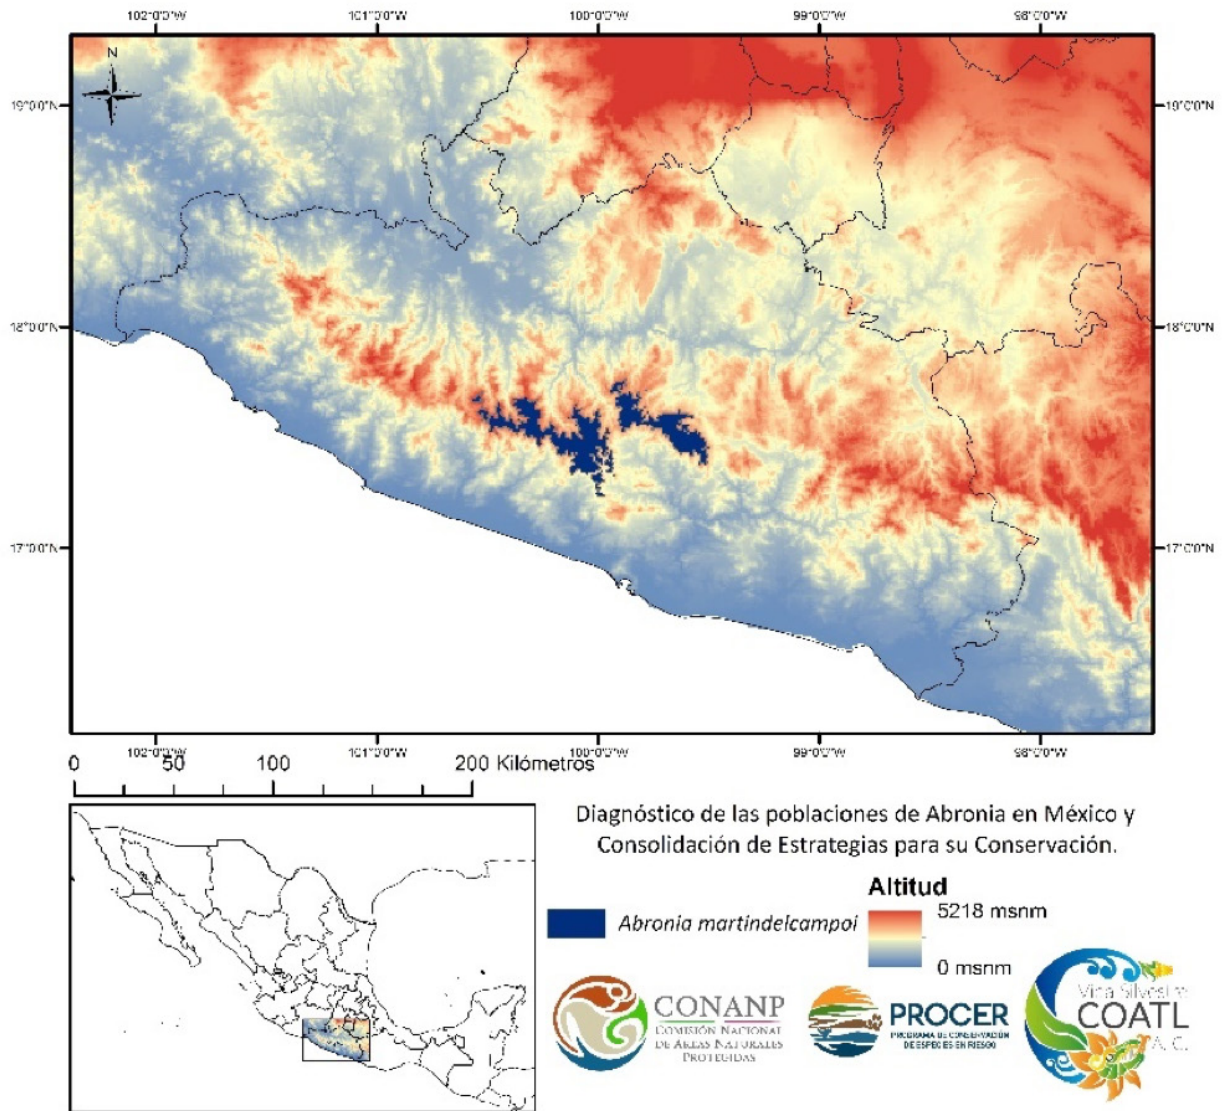 102°0'0"W 101°0'0"W 100°0'0"W 99°0'0"W 98°0'0"W
N
19°0'0"N 19°0'0"N
18°0'0"N 18°0'0"N
17°0'0"N 17°0'0"N
102°0'0"W 101°0'0"W 100°0'0"W 99°0'0"W 98°0'0"W
0 50 100 200 Kilómetros
Diagnóstico de las poblaciones de Abronia en México y
Consolidación de Estrategias para su Conservación.
Altitud
5218 msnm
Abronia martindelcampoi
0 msnm
CONANP
COMISIÓN NACIONAL
DE ÁREAS NATURALES
PROTEGIDAS
PROCER
PROGRAMA DE CONSERVACIÓN
DE ESPECIES EN RIESGO
Vida Silvestre
COATL
A. C.